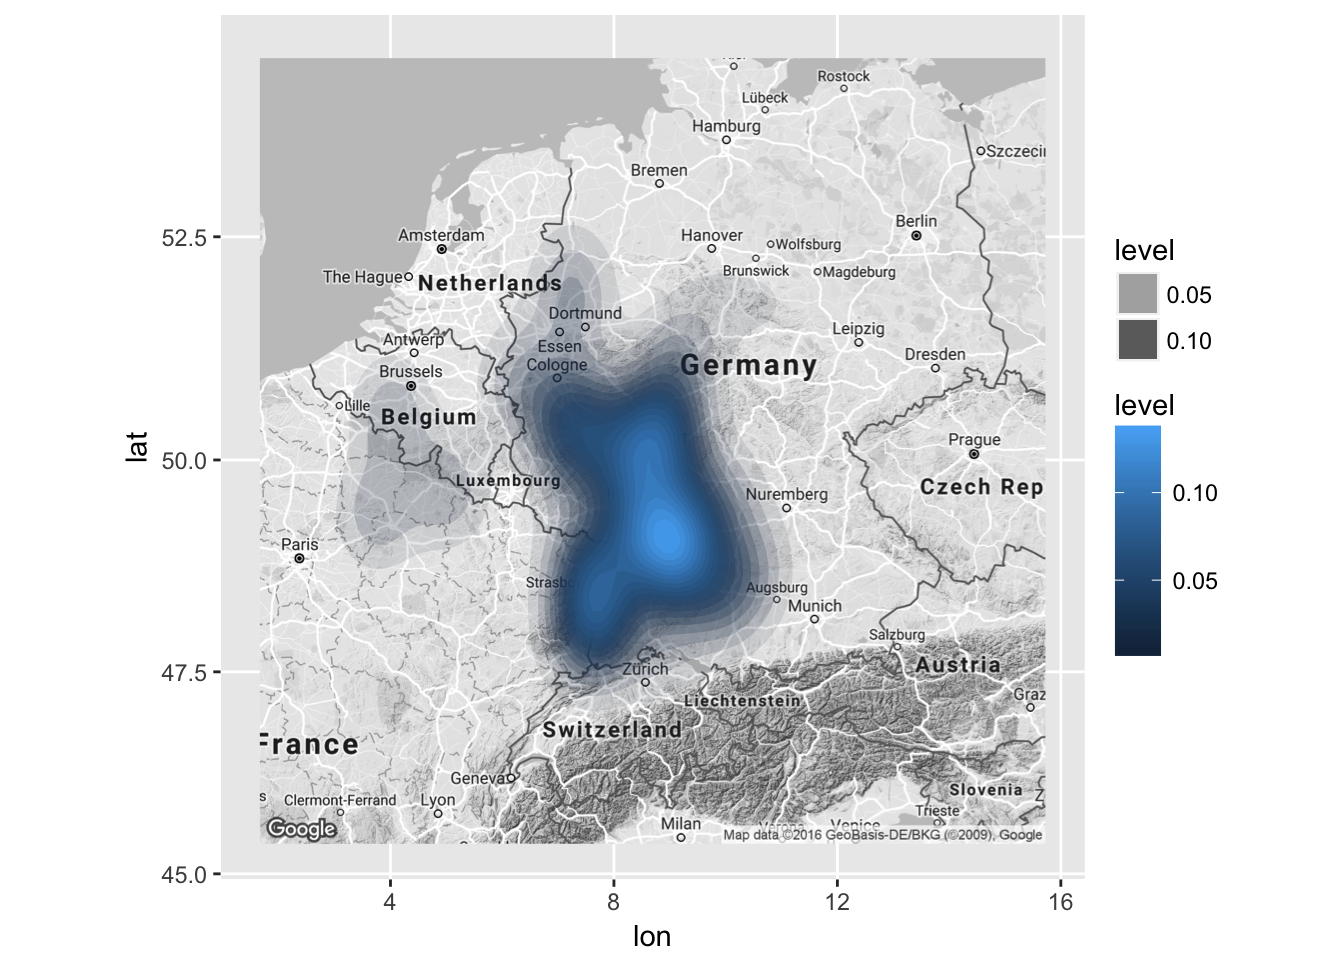 Rostock
Lübeck
Hamburg
Szczecin
Bremen
Berlin
Amsterdam
Hanover
Wolfsburg
52.5
The Hague
Netherlands
Brunswick
Magdeburg
Dortmund
Leipzig
Antwerp
Essen
Dresden
Cologne
Germany
Brussels
Lille
Belgium
Prague
50.0
Luxembourg
Czech Rep
Nuremberg
Paris
Strasbo
Augsburg
Munich
Salzburg
Austria
47.5
Zürich
Liechtenstein
Graz
Switzerland
France
Geneva
Slovenia
Z
s
Clermont-Ferrand
Lyon
Trieste
Milan
Verona
Venice
Google
Map data ©2016 GeoBasis-DE/BKG (©2009), Google
45.0
4
8
12
16
lon
lat
level
0.05
0.10
level
0.10
0.05